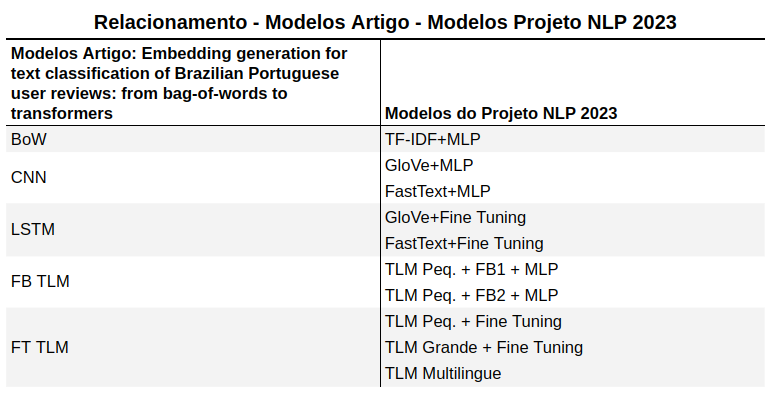 Relacionamento - Modelos Artigo - Modelos Projeto NLP 2023
Modelos Artigo: Embedding generation for
text classification of Brazilian Portuguese
user reviews: from bag-of-words to
transformers
Modelos do Projeto NLP 2023
BoW
TF-IDF+MLP
CNN
GloVe+MLP
FastText+MLP
LSTM
GloVe+Fine Tuning
FastText+Fine Tuning
FB TLM
TLM Peq. + FB1 + MLP
TLM Peq. + FB2 + MLP
FT TLM
TLM Peq. + Fine Tuning
TLM Grande + Fine Tuning
TLM Multilingue